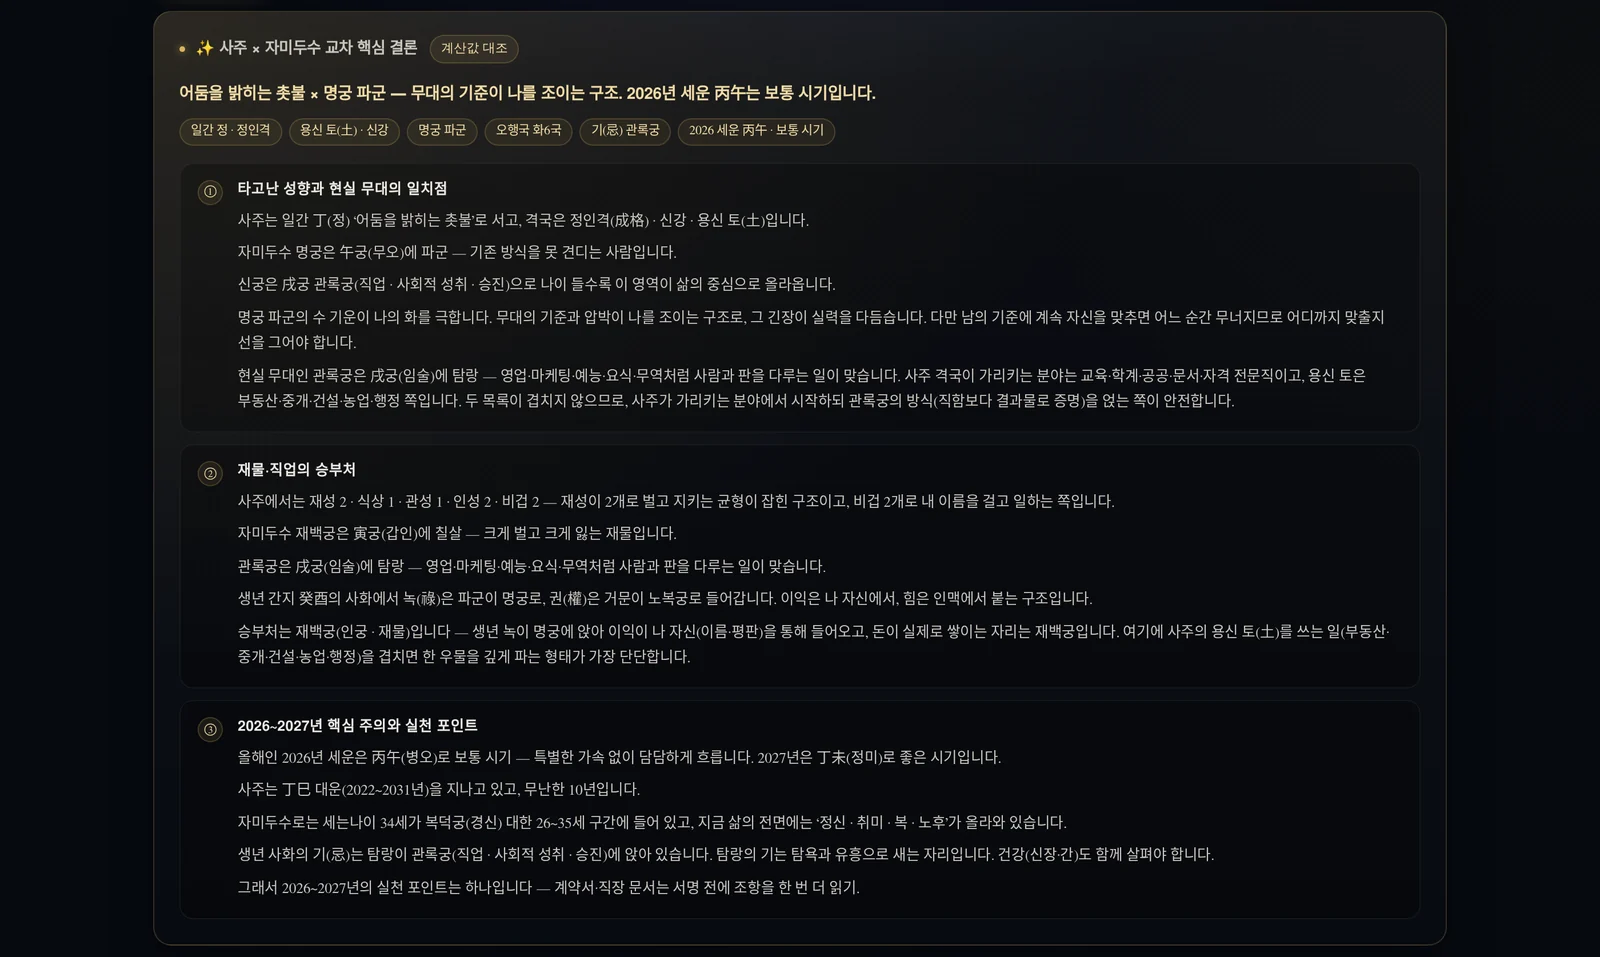 ✨ 사주 × 자미두수 교차 핵심 결론 계산값 대조
어둠을 밝히는 촛불 × 명궁 파군 — 무대의 기준이 나를 조이는 구조. 2026년 세운 丙午는 보통 시기입니다.
일간 정 · 정인격 용신 토(土) · 신강 명궁 파군 오행국 화6국 기(忌) 관록궁 2026 세운 丙午 · 보통 시기
① 타고난 성향과 현실 무대의 일치점
사주는 일간 丁(정) ‘어둠을 밝히는 촛불’로 서고, 격국은 정인격(成格) · 신강 · 용신 토(土)입니다.
자미두수 명궁은 午궁(무오)에 파군 — 기존 방식을 못 견디는 사람입니다.
신궁은 戌궁 관록궁(직업 · 사회적 성취 · 승진)으로 나이 들수록 이 영역이 삶의 중심으로 올라옵니다.
명궁 파군의 수 기운이 나의 화를 극합니다. 무대의 기준과 압박이 나를 조이는 구조로, 그 긴장이 실력을 다듬습니다. 다만 남의 기준에 계속 자신을 맞추면 어느 순간 무너지므로 어디까지 맞출지
선을 그어야 합니다.
현실 무대인 관록궁은 戌궁(임술)에 탐랑 — 영업·마케팅·예능·요식·무역처럼 사람과 판을 다루는 일이 맞습니다. 사주 격국이 가리키는 분야는 교육·학계·공공·문서·자격 전문직이고, 용신 토은
부동산·중개·건설·농업·행정 쪽입니다. 두 목록이 겹치지 않으므로, 사주가 가리키는 분야에서 시작하되 관록궁의 방식(직함보다 결과물로 증명)을 얹는 쪽이 안전합니다.
② 재물·직업의 승부처
사주에서는 재성 2 · 식상 1 · 관성 1 · 인성 2 · 비겁 2 — 재성이 2개로 벌고 지키는 균형이 잡힌 구조이고, 비겁 2개로 내 이름을 걸고 일하는 쪽입니다.
자미두수 재백궁은 寅궁(갑인)에 칠살 — 크게 벌고 크게 잃는 재물입니다.
관록궁은 戌궁(임술)에 탐랑 — 영업·마케팅·예능·요식·무역처럼 사람과 판을 다루는 일이 맞습니다.
생년 간지 癸酉의 사화에서 녹(祿)은 파군이 명궁로, 권(權)은 거문이 노복궁로 들어갑니다. 이익은 나 자신에서, 힘은 인맥에서 붙는 구조입니다.
승부처는 재백궁(인궁 · 재물)입니다 — 생년 녹이 명궁에 앉아 이익이 나 자신(이름·평판)을 통해 들어오고, 돈이 실제로 쌓이는 자리는 재백궁입니다. 여기에 사주의 용신 토(土)를 쓰는 일(부동산·
중개·건설·농업·행정)을 겹치면 한 우물을 깊게 파는 형태가 가장 단단합니다.
③ 2026~2027년 핵심 주의와 실천 포인트
올해인 2026년 세운은 丙午(병오)로 보통 시기 — 특별한 가속 없이 담담하게 흐릅니다. 2027년은 丁未(정미)로 좋은 시기입니다.
사주는 丁巳 대운(2022~2031년)을 지나고 있고, 무난한 10년입니다.
자미두수로는 세는나이 34세가 복덕궁(경신) 대한 26~35세 구간에 들어 있고, 지금 삶의 전면에는 ‘정신 · 취미 · 복 · 노후’가 올라와 있습니다.
생년 사화의 기(忌)는 탐랑이 관록궁(직업 · 사회적 성취 · 승진)에 앉아 있습니다. 탐랑의 기는 탐욕과 유흥으로 새는 자리입니다. 건강(신장·간)도 함께 살펴야 합니다.
그래서 2026~2027년의 실천 포인트는 하나입니다 — 계약서·직장 문서는 서명 전에 조항을 한 번 더 읽기.